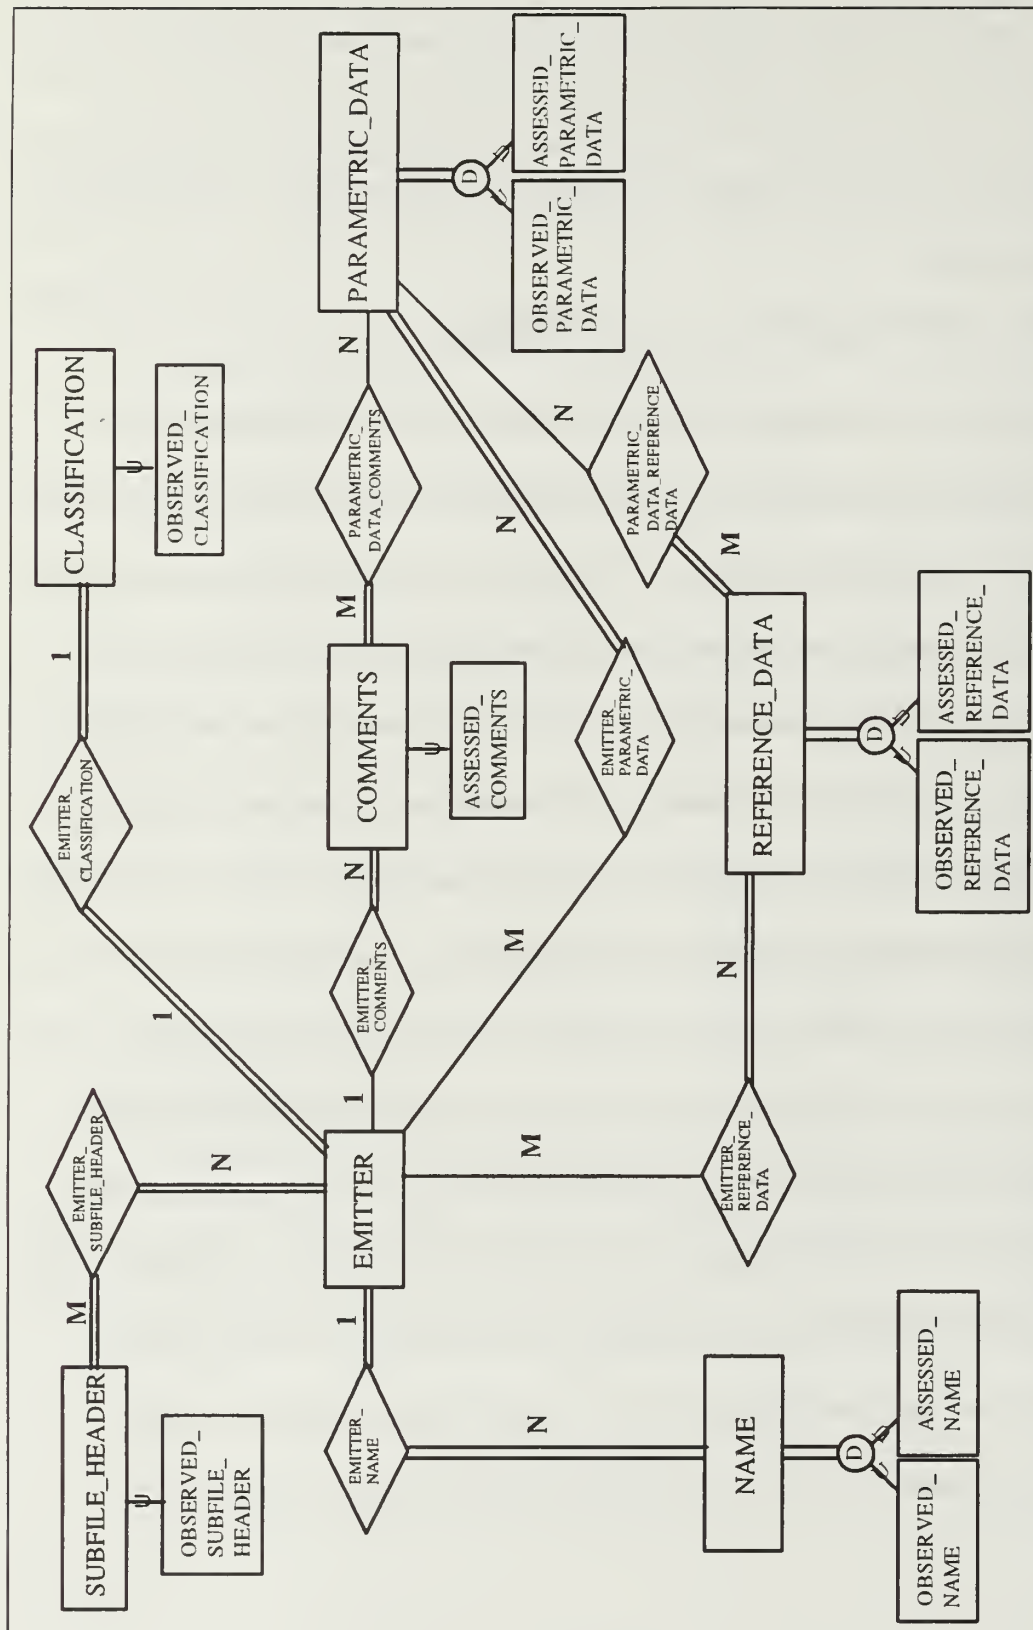 SUBFILE_HEADER
M
EMITTER_
SUBFILE_HEADER
EMITTER_
CLASSIFICATION
1
CLASSIFICATION
OBSERVED_
SUBFILE_
HEADER
N
1
U
U
OBSERVED_
CLASSIFICATION
EMITTER_
NAME
1
EMITTER
1
EMITTER_
COMMENTS
N
COMMENTS
M
PARAMETRIC_
DATA_COMMENTS
N
PARAMETRIC_DATA
U
ASSESSED_
COMMENTS
D
U
U
OBSERVED_
PARAMETRIC_
DATA
ASSESSED_
PARAMETRIC_
DATA
N
M
M
N
N
EMITTER_
PARAMETRIC_
DATA
PARAMETRIC_
DATA_REFERENCE_
DATA
NAME
EMITTER_
REFERENCE_
DATA
N
REFERENCE_DATA
M
D
U
U
OBSERVED_
NAME
ASSESSED_
NAME
D
U
U
OBSERVED_
REFERENCE_
DATA
ASSESSED_
REFERENCE_
DATA